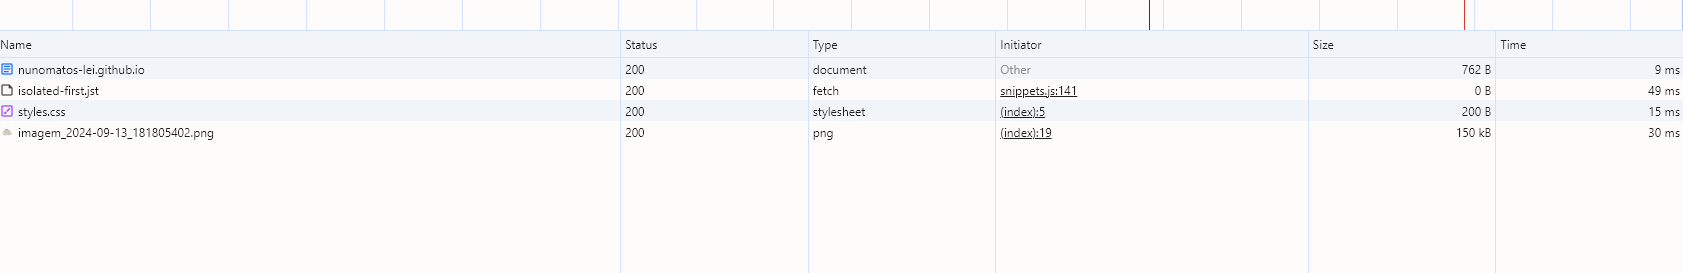 Name Status Type Initiator Size Time
nunomatos-lei.github.io 200 document Other 762 B 9 ms
isolated-first.jst 200 fetch snippets.js:141 0 B 49 ms
styles.css 200 stylesheet (index):5 200 B 15 ms
imagem_2024-09-13_181805402.png 200 png (index):19 150 kB 30 ms